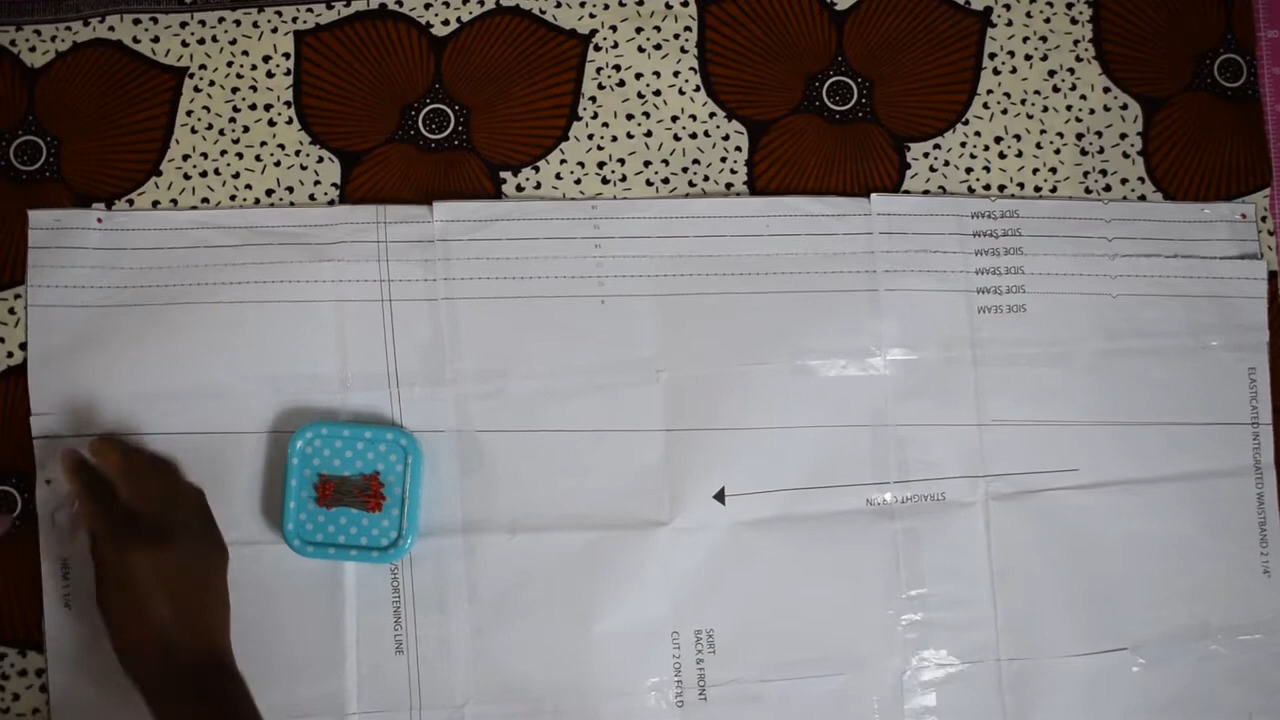 SIDE SEAM
SIDE SEAM
SIDE SEAM
SIDE SEAM
SIDE SEAM
SIDE SEAM
ELASTICATED INTEGRATED WAISTBAND 2 1/4"
STRAIGHT GRAIN
HEM 1 1/4"
/SHORTENING LINE
SKIRT
BACK & FRONT
CUT 2 ON FOLD